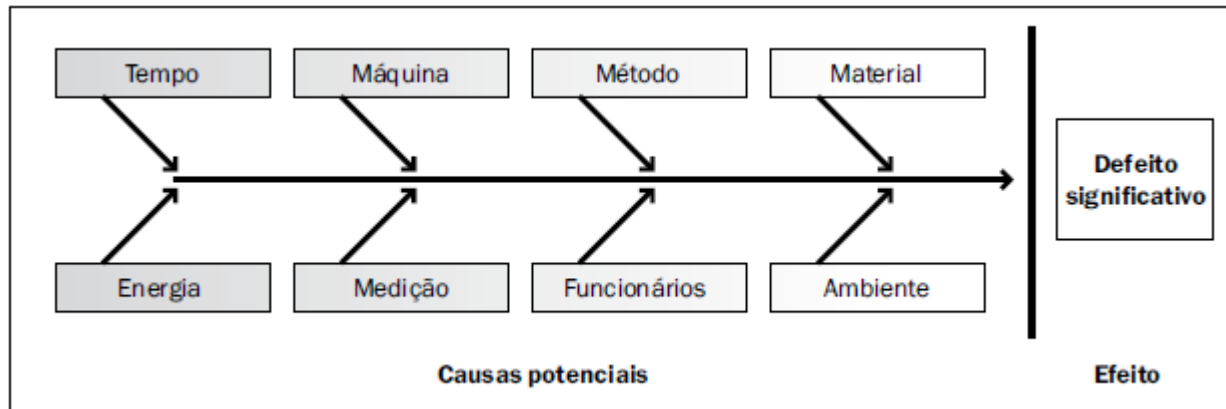 Tempo
Máquina
Método
Material
Defeito
significativo
Energia
Medição
Funcionários
Ambiente
Causas potenciais
Efeito